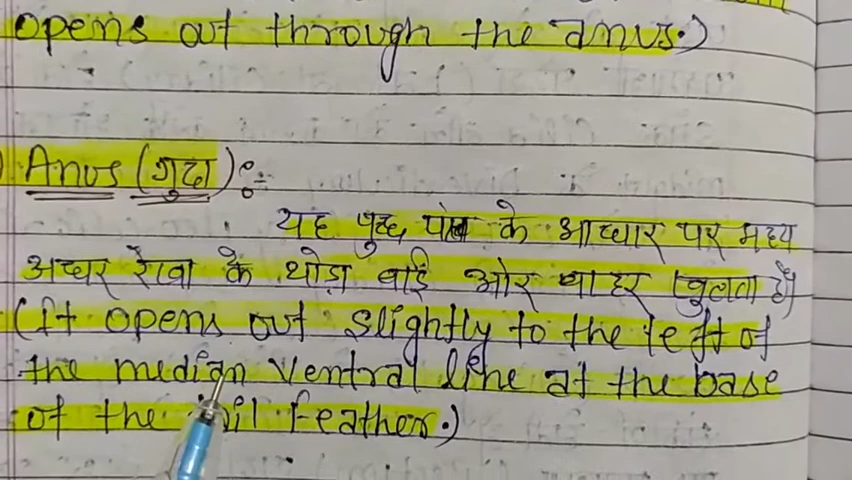 opens out through the anus.)
Anus (गुदा) :-
यह पुच्छ पंख के आधार पर मध्य
अधर रेखा के थोड़ा बाई ओर बाहर खुलता है।
(It opens out slightly to the left of
the median ventral line at the base
of the tail feather.)